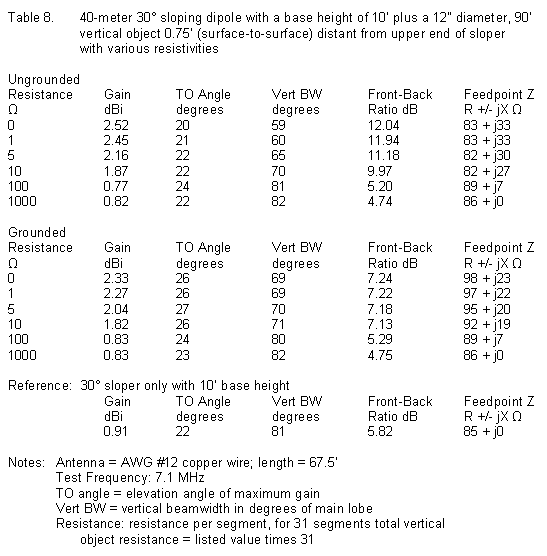 Table 8. 40-meter 30° sloping dipole with a base height of 10' plus a 12" diameter, 90'
vertical object 0.75' (surface-to-surface) distant from upper end of sloper
with various resistivities
Ungrounded
Resistance Gain TO Angle Vert BW Front-Back Feedpoint Z
Ω dBi degrees degrees Ratio dB R +/- jX Ω
0 2.52 20 59 12.04 83 + j33
1 2.45 21 60 11.94 83 + j33
5 2.16 22 65 11.18 82 + j30
10 1.87 22 70 9.97 82 + j27
100 0.77 24 81 5.20 89 + j7
1000 0.82 22 82 4.74 86 + j0
Grounded
Resistance Gain TO Angle Vert BW Front-Back Feedpoint Z
Ω dBi degrees degrees Ratio dB R +/- jX Ω
0 2.33 26 69 7.24 98 + j23
1 2.27 26 69 7.22 97 + j22
5 2.04 27 70 7.18 95 + j20
10 1.82 26 71 7.13 92 + j19
100 0.83 24 80 5.29 89 + j7
1000 0.83 23 82 4.75 86 + j0
Reference: 30° sloper only with 10' base height
Gain TO Angle Vert BW Front-Back Feedpoint Z
dBi degrees degrees Ratio dB R +/- jX Ω
0.91 22 81 5.82 85 + j0
Notes: Antenna = AWG #12 copper wire; length = 67.5'
Test Frequency: 7.1 MHz
TO angle = elevation angle of maximum gain
Vert BW = vertical beamwidth in degrees of main lobe
Resistance: resistance per segment, for 31 segments total vertical
object resistance = listed value times 31